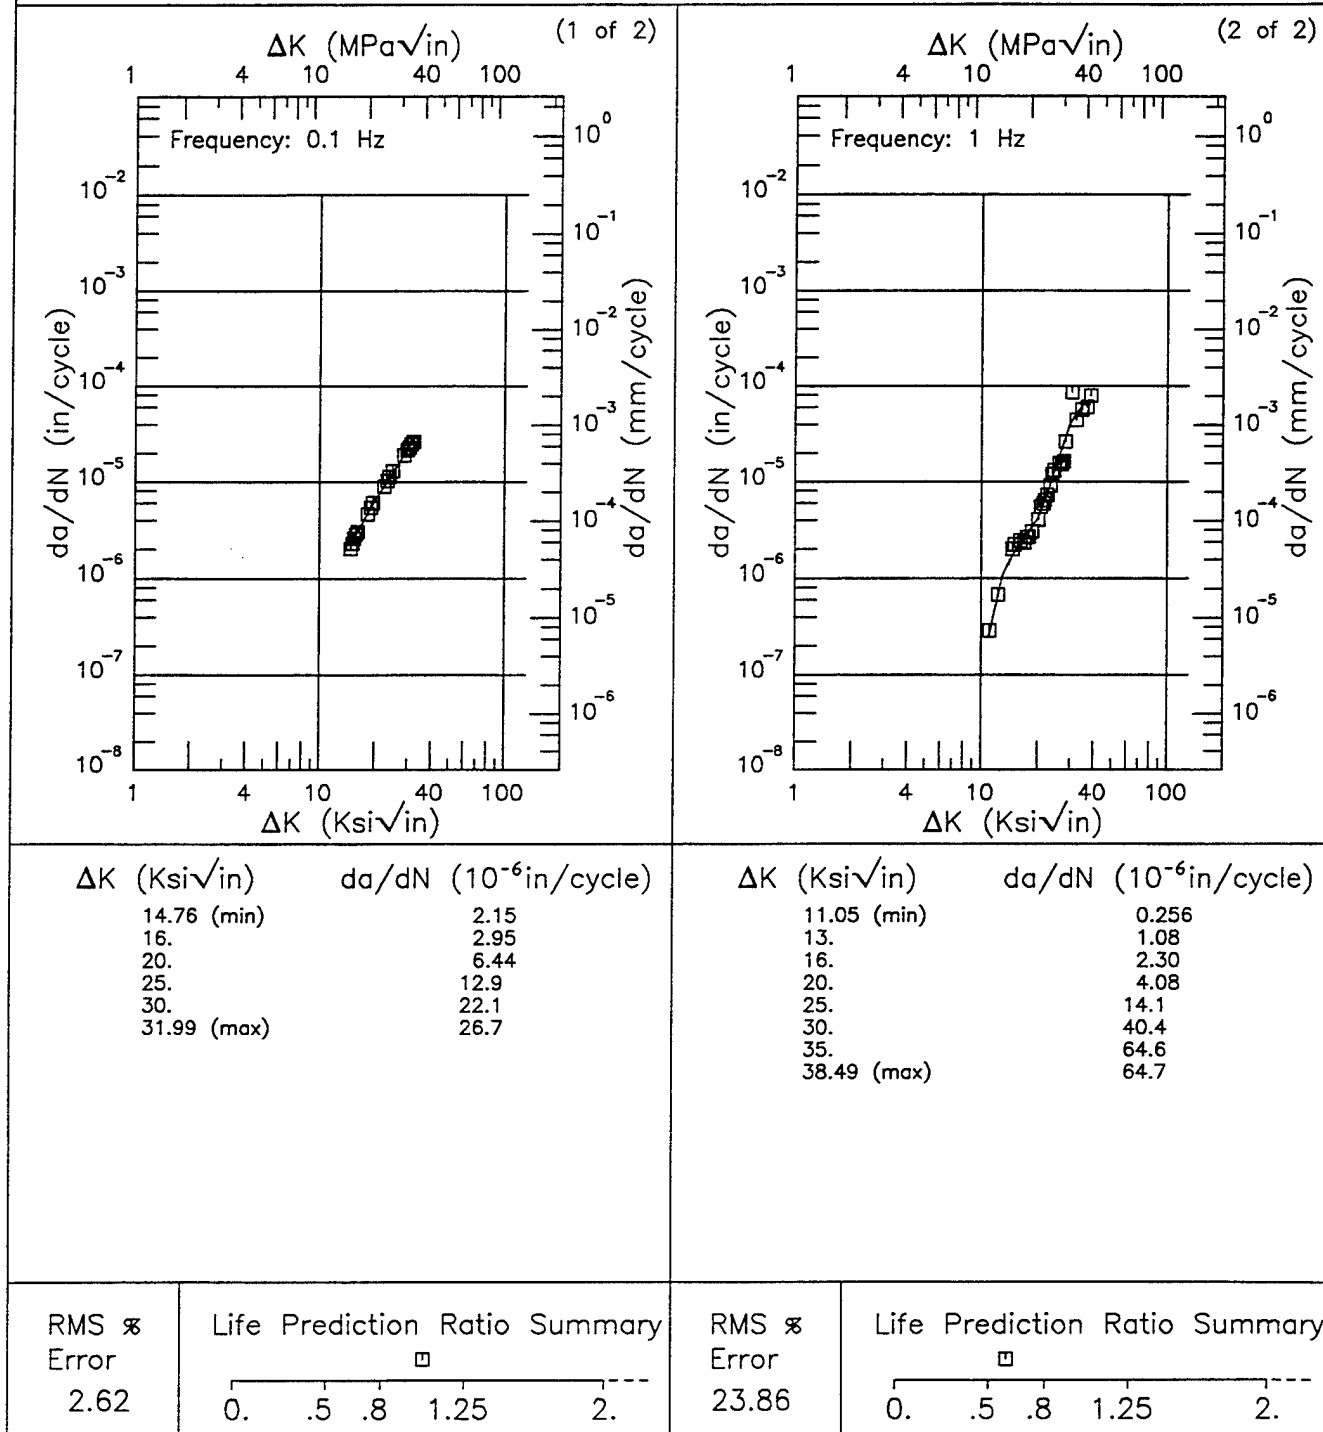 (1 of 2)
ΔK (MPa√in)
1 4 10 40 100
Frequency: 0.1 Hz
da/dN (in/cycle)
10⁻²
10⁻³
10⁻⁴
10⁻⁵
10⁻⁶
10⁻⁷
10⁻⁸
10⁰
10⁻¹
10⁻²
10⁻³
10⁻⁴
10⁻⁵
10⁻⁶
da/dN (mm/cycle)
1 4 10 40 100
ΔK (Ksi√in)
ΔK (Ksi√in) da/dN (10⁻⁶in/cycle)
14.76 (min) 2.15
16. 2.95
20. 6.44
25. 12.9
30. 22.1
31.99 (max) 26.7
RMS %
Error
2.62
Life Prediction Ratio Summary
0. .5 .8 1.25 2.
(2 of 2)
ΔK (MPa√in)
1 4 10 40 100
Frequency: 1 Hz
da/dN (in/cycle)
10⁻²
10⁻³
10⁻⁴
10⁻⁵
10⁻⁶
10⁻⁷
10⁻⁸
10⁰
10⁻¹
10⁻²
10⁻³
10⁻⁴
10⁻⁵
10⁻⁶
da/dN (mm/cycle)
1 4 10 40 100
ΔK (Ksi√in)
ΔK (Ksi√in) da/dN (10⁻⁶in/cycle)
11.05 (min) 0.256
13. 1.08
16. 2.30
20. 4.08
25. 14.1
30. 40.4
35. 64.6
38.49 (max) 64.7
RMS %
Error
23.86
Life Prediction Ratio Summary
0. .5 .8 1.25 2.